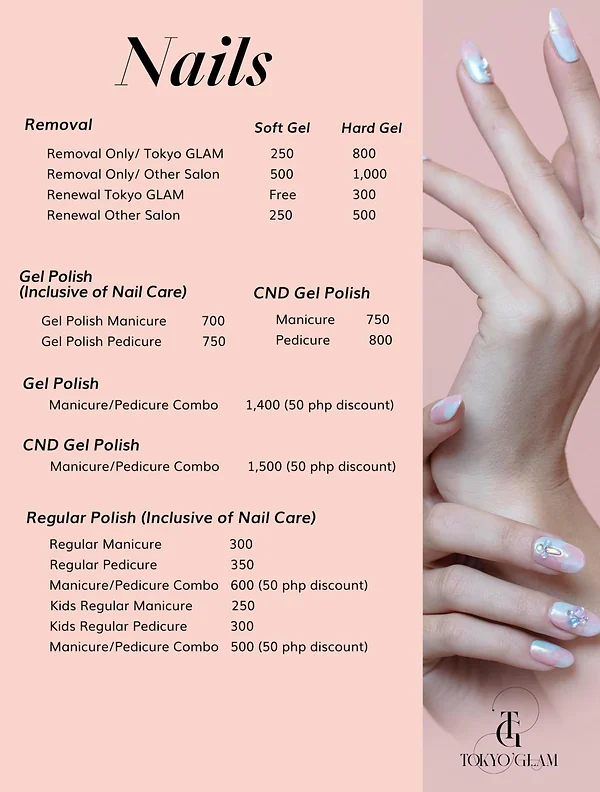 Nails
Removal Soft Gel Hard Gel
Removal Only/ Tokyo GLAM 250 800
Removal Only/ Other Salon 500 1,000
Renewal Tokyo GLAM Free 300
Renewal Other Salon 250 500
Gel Polish
(Inclusive of Nail Care)
Gel Polish Manicure 700
Gel Polish Pedicure 750
CND Gel Polish
Manicure 750
Pedicure 800
Gel Polish
Manicure/Pedicure Combo 1,400 (50 php discount)
CND Gel Polish
Manicure/Pedicure Combo 1,500 (50 php discount)
Regular Polish (Inclusive of Nail Care)
Regular Manicure 300
Regular Pedicure 350
Manicure/Pedicure Combo 600 (50 php discount)
Kids Regular Manicure 250
Kids Regular Pedicure 300
Manicure/Pedicure Combo 500 (50 php discount)
TG
TOKYO'GLAM